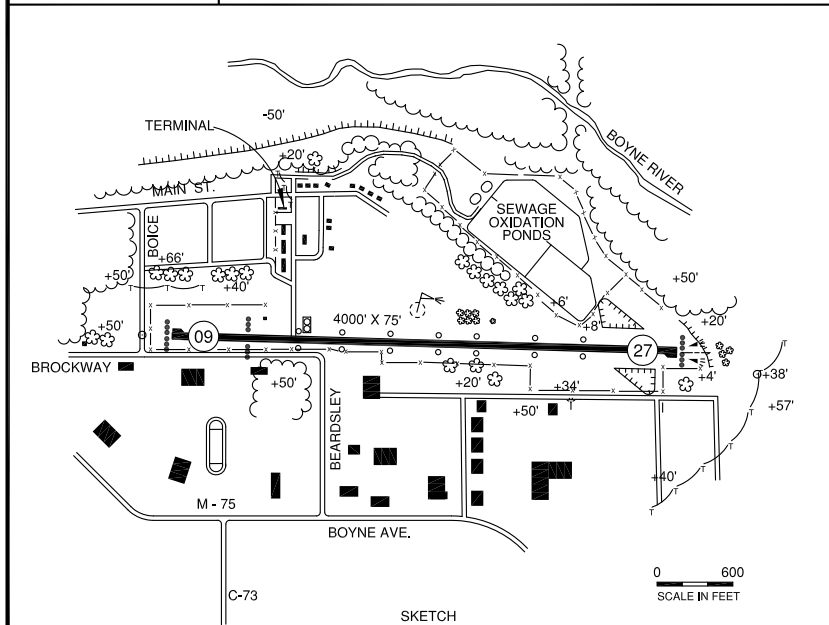 -50'
TERMINAL
BOYNE RIVER
+20'
MAIN ST.
SEWAGE
OXIDATION
PONDS
BOICE
+66'
+50'
T T T
+40'
+50'
+6'
+20'
4000' X 75'
+8'
+50'
09
27
BROCKWAY
+4'
+38'
+50'
+20'
+34'
+57'
+50'
BEARDSLEY
+40'
M - 75
BOYNE AVE.
0 600
SCALE IN FEET
C-73
SKETCH